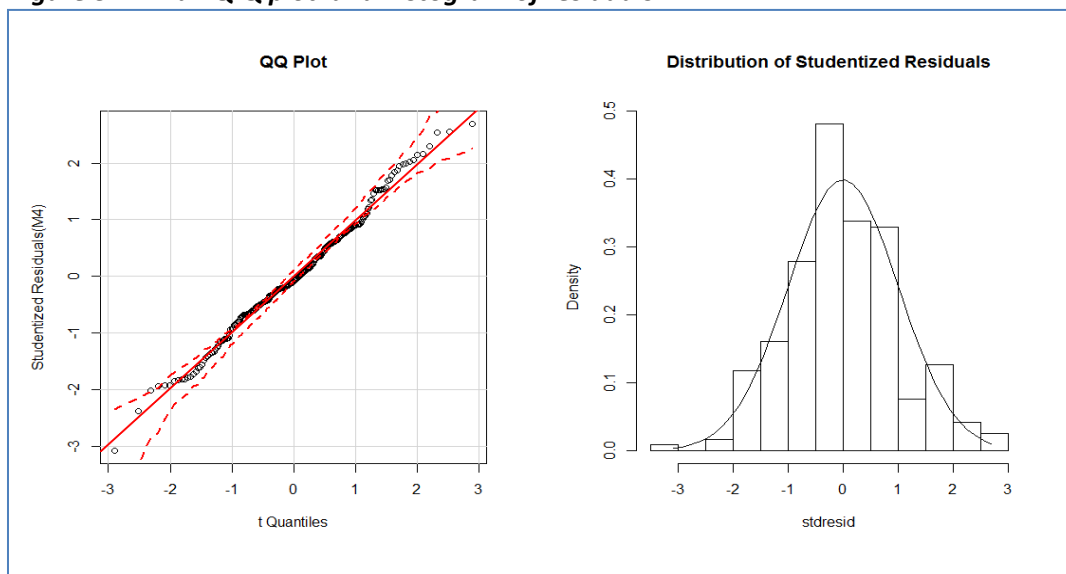 QQ Plot
Studentized Residuals(M4)
2
1
0
-1
-2
-3
-3 -2 -1 0 1 2 3
t Quantiles
Distribution of Studentized Residuals
Density
0.5
0.4
0.3
0.2
0.1
0.0
-3 -2 -1 0 1 2 3
stdresid